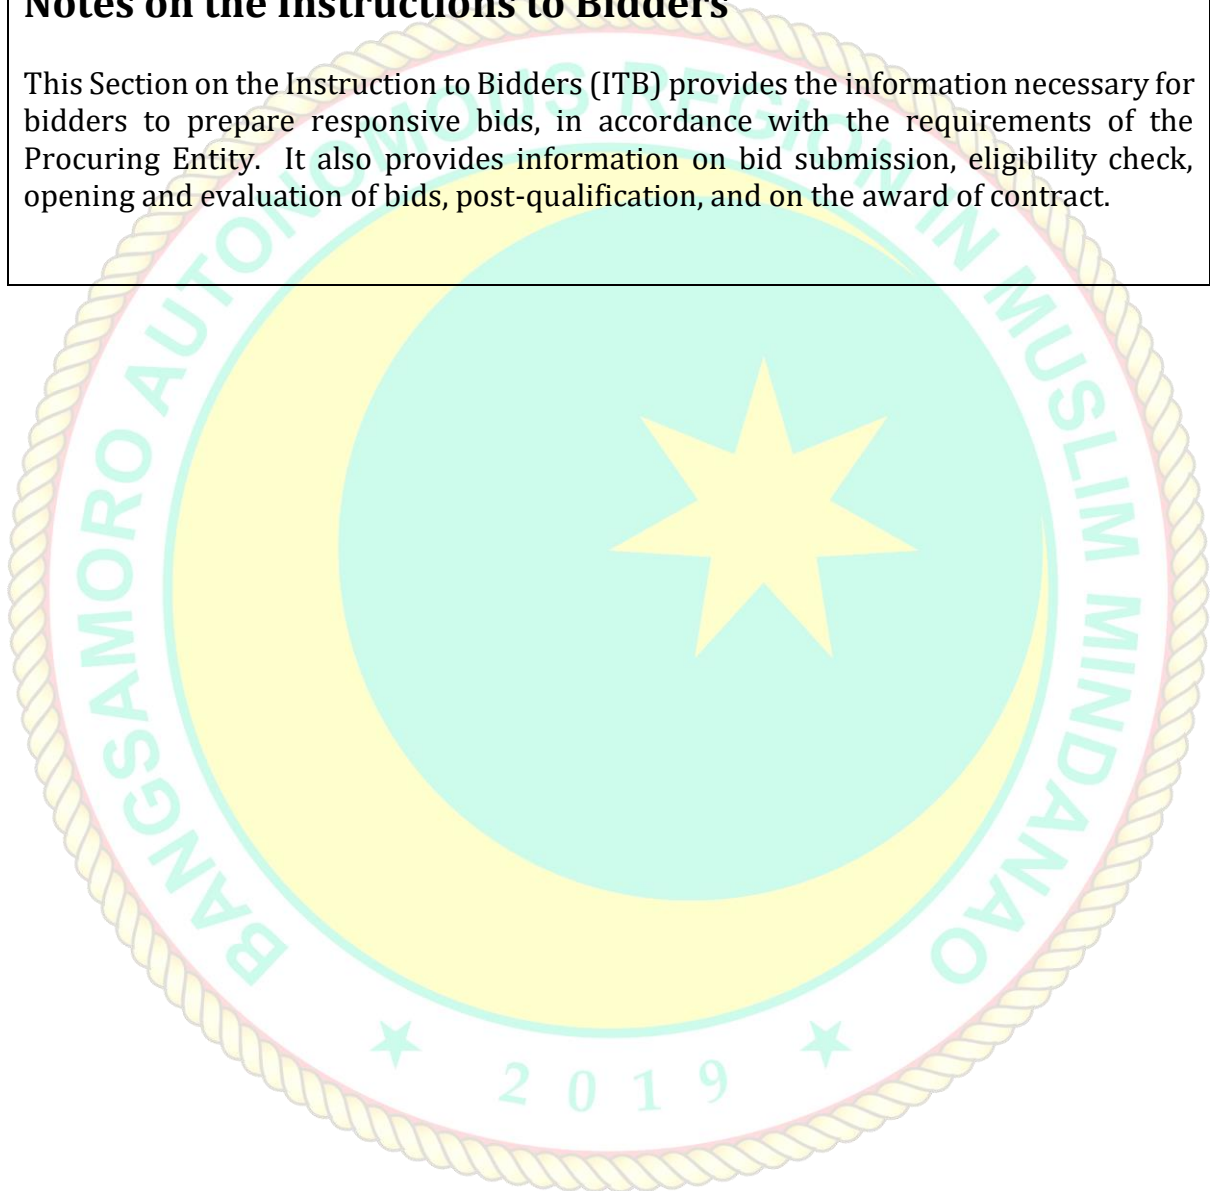 Notes on the Instructions to Bidders
This Section on the Instruction to Bidders (ITB) provides the information necessary for
bidders to prepare responsive bids, in accordance with the requirements of the
Procuring Entity. It also provides information on bid submission, eligibility check,
opening and evaluation of bids, post-qualification, and on the award of contract.
BANGSAMORO AUTONOMOUS REGION IN MUSLIM MINDANAO
2019